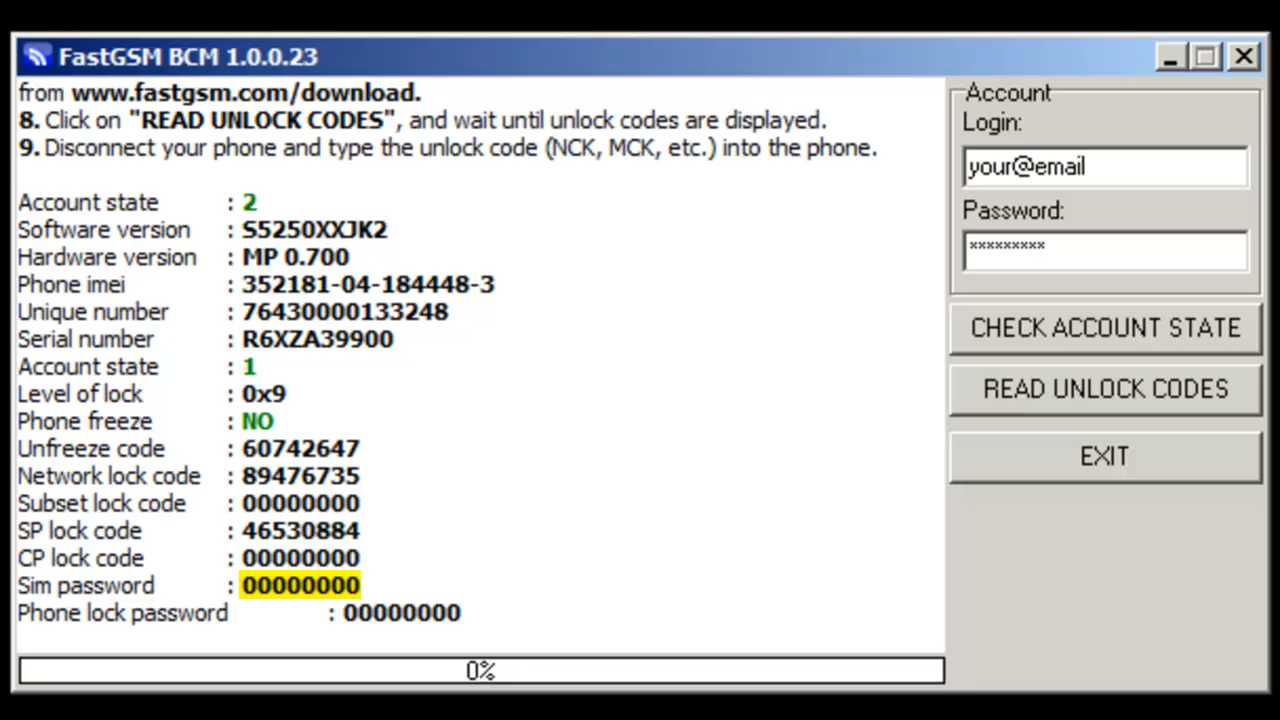 FastGSM BCM 1.0.0.23
from www.fastgsm.com/download.
8. Click on "READ UNLOCK CODES", and wait until unlock codes are displayed.
9. Disconnect your phone and type the unlock code (NCK, MCK, etc.) into the phone.
Account state : 2
Software version : S5250XXJK2
Hardware version : MP 0.700
Phone imei : 352181-04-184448-3
Unique number : 76430000133248
Serial number : R6XZA39900
Account state : 1
Level of lock : 0x9
Phone freeze : NO
Unfreeze code : 60742647
Network lock code : 89476735
Subset lock code : 00000000
SP lock code : 46530884
CP lock code : 00000000
Sim password : 00000000
Phone lock password : 00000000
0%
Account
Login:
your@email
Password:
*********
CHECK ACCOUNT STATE
READ UNLOCK CODES
EXIT